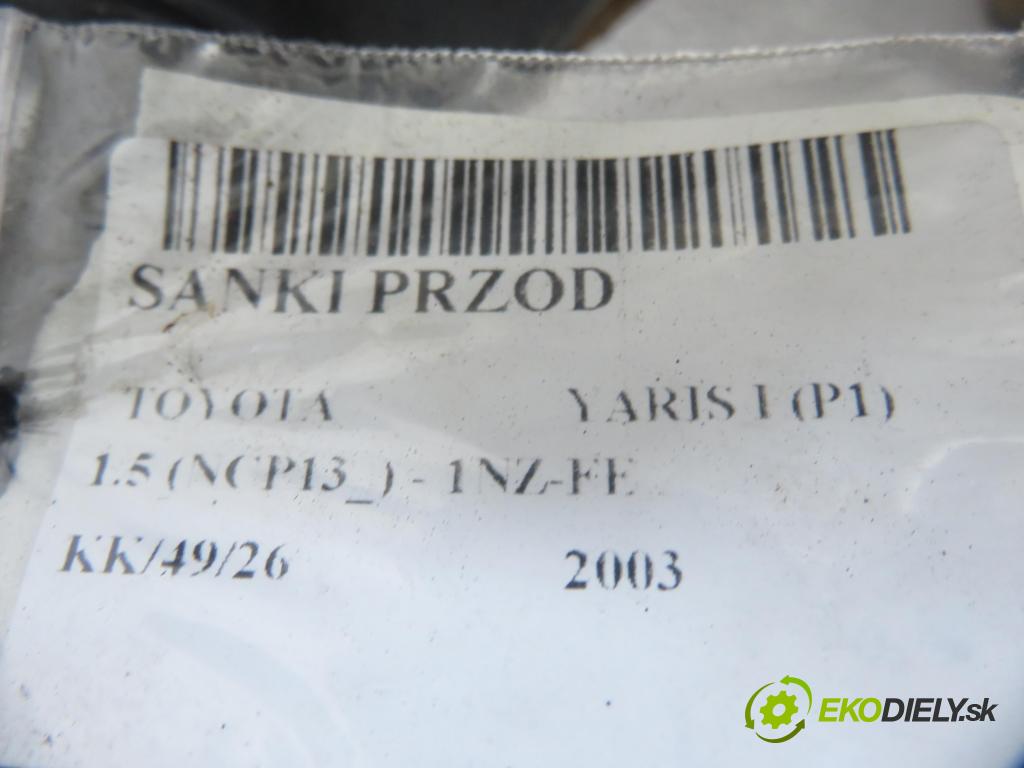 SANKI PRZOD
TOYOTA YARIS I (P1)
1.5 (NCP13_) - 1NZ-FE
KK/49/26 2003
EKODIELY.sk